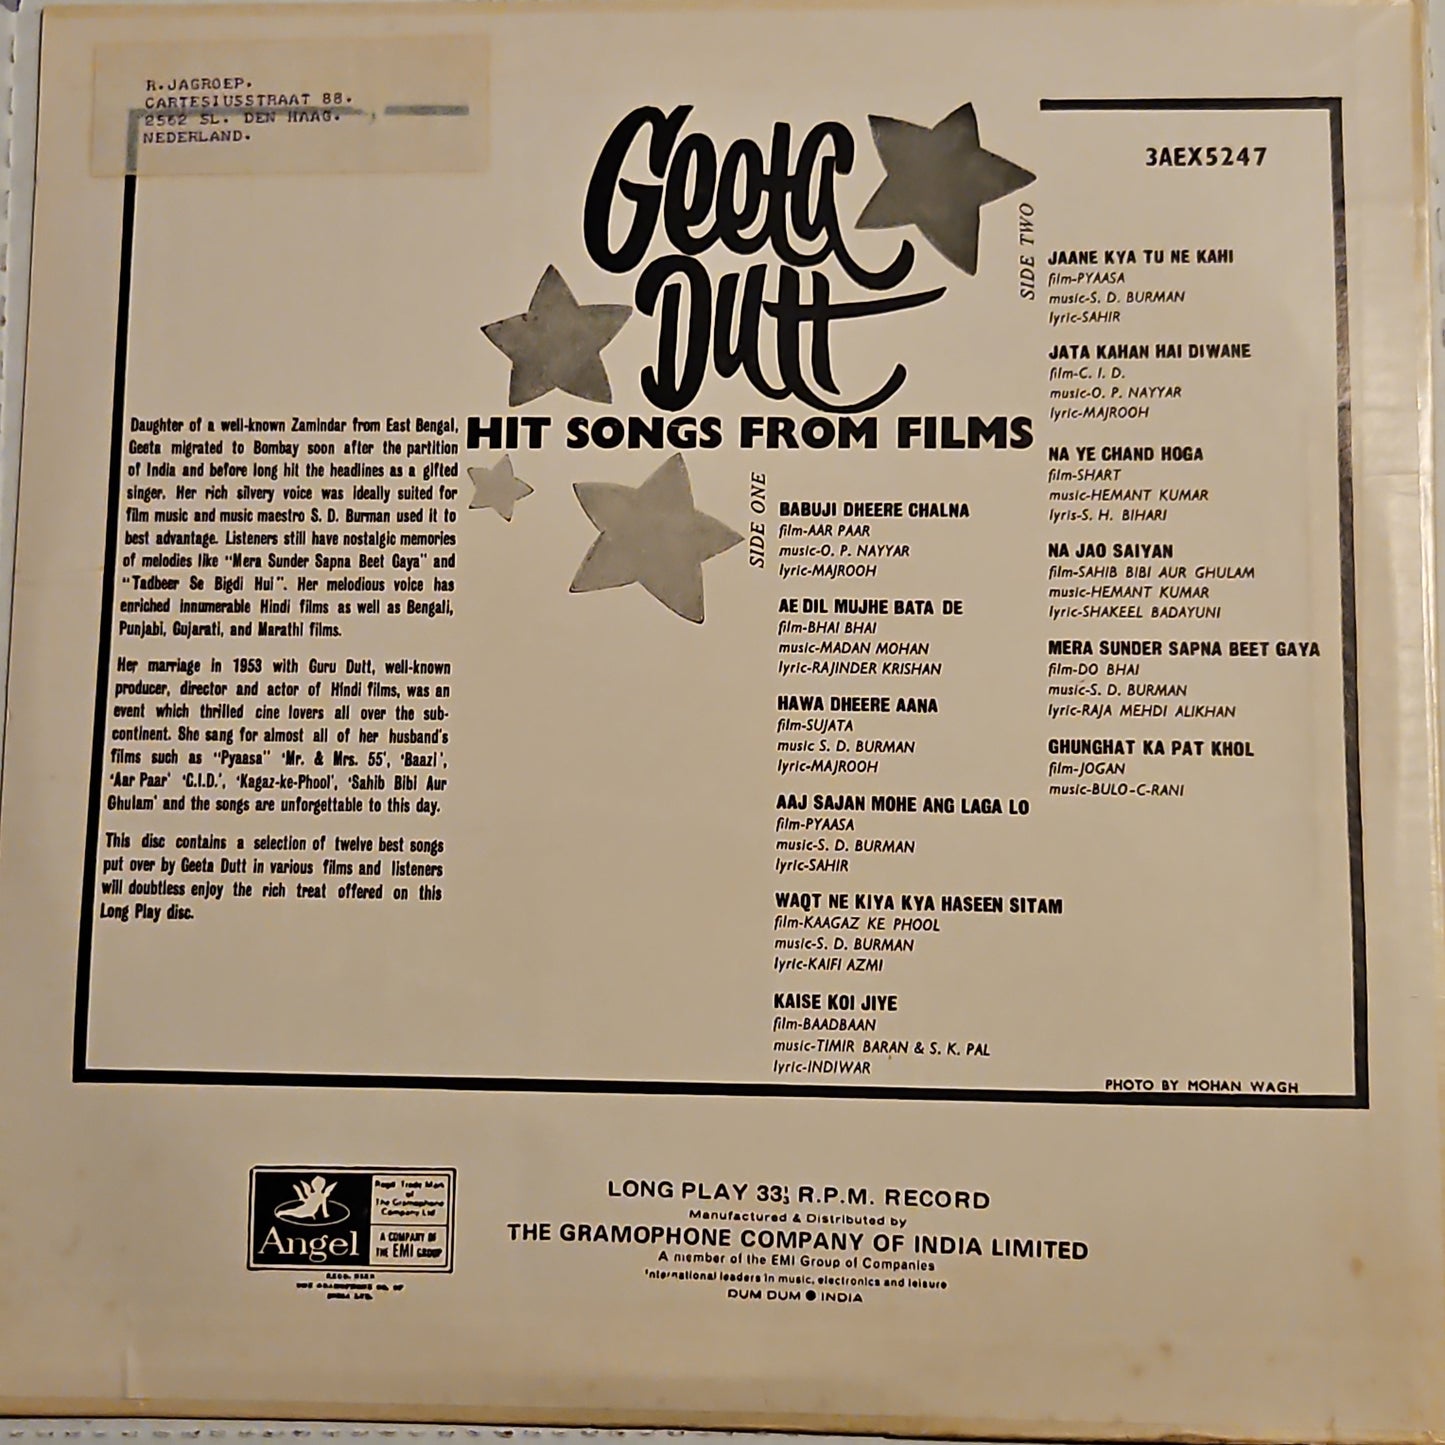 R.JAGROEP.
CARTESIUSSTRAAT 88.
2562 SL. DEN HAAG.
NEDERLAND.
Geeta
Dutt
HIT SONGS FROM FILMS
3AEX5247
Daughter of a well-known Zamindar from East Bengal,
Geeta migrated to Bombay soon after the partition
of India and before long hit the headlines as a gifted
singer. Her rich silvery voice was ideally suited for
film music and music maestro S. D. Burman used it to
best advantage. Listeners still have nostalgic memories
of melodies like "Mera Sunder Sapna Beet Gaya" and
"Tadbeer Se Bigdi Hui". Her melodious voice has
enriched innumerable Hindi films as well as Bengali,
Punjabi, Gujarati, and Marathi films.
Her marriage in 1953 with Guru Dutt, well-known
producer, director and actor of Hindi films, was an
event which thrilled cine lovers all over the sub-
continent. She sang for almost all of her husband's
films such as "Pyaasa" 'Mr. & Mrs. 55', 'Baazi',
'Aar Paar' 'C.I.D.', 'Kagaz-ke-Phool', 'Sahib Bibi Aur
Ghulam' and the songs are unforgettable to this day.
This disc contains a selection of twelve best songs
put over by Geeta Dutt in various films and listeners
will doubtless enjoy the rich treat offered on this
Long Play disc.
SIDE ONE
BABUJI DHEERE CHALNA
film-AAR PAAR
music-O. P. NAYYAR
lyric-MAJROOH
AE DIL MUJHE BATA DE
film-BHAI BHAI
music-MADAN MOHAN
lyric-RAJINDER KRISHAN
HAWA DHEERE AANA
film-SUJATA
music S. D. BURMAN
lyric-MAJROOH
AAJ SAJAN MOHE ANG LAGA LO
film-PYAASA
music-S. D. BURMAN
lyric-SAHIR
WAQT NE KIYA KYA HASEEN SITAM
film-KAAGAZ KE PHOOL
music-S. D. BURMAN
lyric-KAIFI AZMI
KAISE KOI JIYE
film-BAADBAAN
music-TIMIR BARAN & S. K. PAL
lyric-INDIWAR
SIDE TWO
JAANE KYA TU NE KAHI
film-PYAASA
music-S. D. BURMAN
lyric-SAHIR
JATA KAHAN HAI DIWANE
film-C. I. D.
music-O. P. NAYYAR
lyric-MAJROOH
NA YE CHAND HOGA
film-SHART
music-HEMANT KUMAR
lyris-S. H. BIHARI
NA JAO SAIYAN
film-SAHIB BIBI AUR GHULAM
music-HEMANT KUMAR
lyric-SHAKEEL BADAYUNI
MERA SUNDER SAPNA BEET GAYA
film-DO BHAI
music-S. D. BURMAN
lyric-RAJA MEHDI ALIKHAN
GHUNGHAT KA PAT KHOL
film-JOGAN
music-BULO-C-RANI
PHOTO BY MOHAN WAGH
Angel
Regd Trade Mark
of
The Gramophone
Company Ltd
A COMPANY IN
THE EMI GROUP
REGD. USER
THE GRAMOPHONE CO. OF
INDIA LTD.
LONG PLAY 33⅓ R.P.M. RECORD
Manufactured & Distributed by
THE GRAMOPHONE COMPANY OF INDIA LIMITED
A member of the EMI Group of Companies
International leaders in music, electronics and leisure
DUM DUM ● INDIA